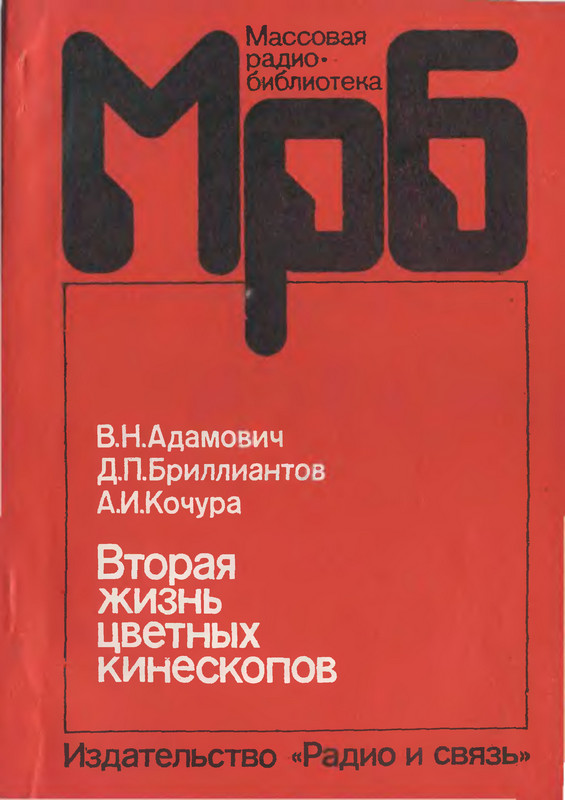 Мрб
Массовая
радио-
библиотека
В.Н.Адамович
Д.П.Бриллиантов
А.И.Кочура
Вторая
жизнь
цветных
кинескопов
Издательство «Радио и связь»